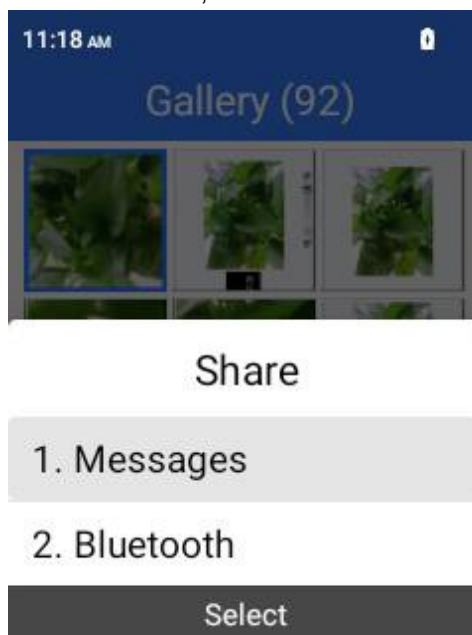 11:18 AM
Gallery (92)
Share
1. Messages
2. Bluetooth
Select